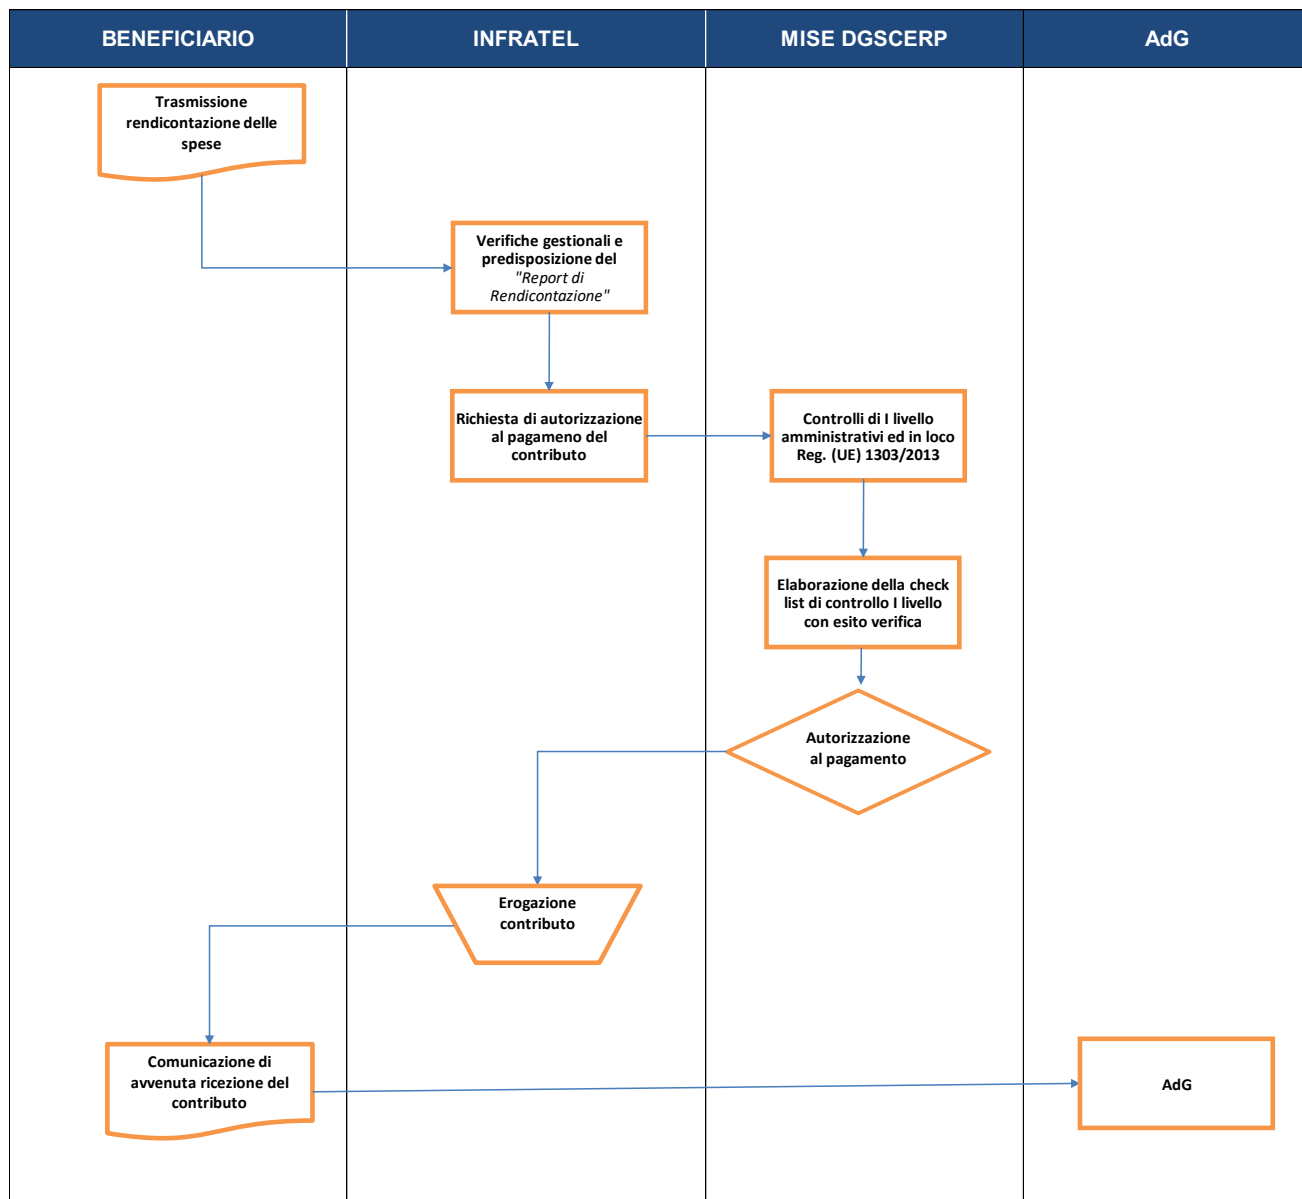 BENEFICIARIO
INFRATEL
MISE DGSCERP
AdG
Trasmissione
rendicontazione delle
spese
Verifiche gestionali e
predisposizione del
"Report di
Rendicontazione"
Richiesta di autorizzazione
al pagameno del
contributo
Controlli di I livello
amministrativi ed in loco
Reg. (UE) 1303/2013
Elaborazione della check
list di controllo I livello
con esito verifica
Autorizzazione
al pagamento
Erogazione
contributo
Comunicazione di
avvenuta ricezione del
contributo
AdG